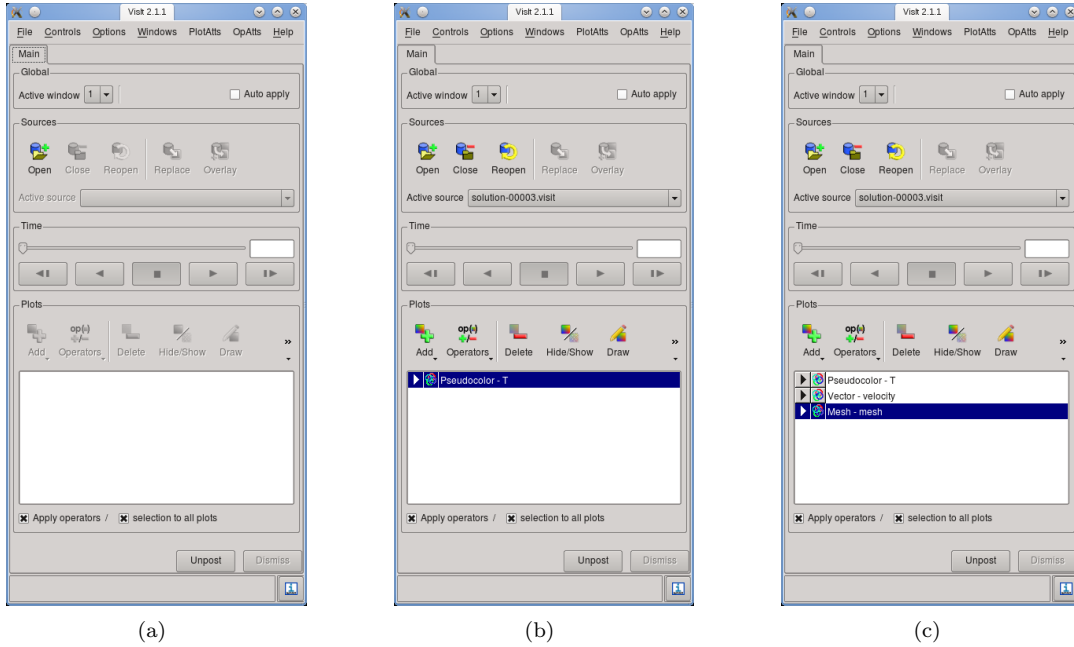 VisIt 2.1.1
File Controls Options Windows PlotAtts OpAtts Help
Main
Global
Active window 1 Auto apply
Sources
Open Close Reopen Replace Overlay
Active source
Time
Plots
Add Operators Delete Hide/Show Draw »
op(=)
Apply operators / selection to all plots
Unpost Dismiss
(a)
VisIt 2.1.1
File Controls Options Windows PlotAtts OpAtts Help
Main
Global
Active window 1 Auto apply
Sources
Open Close Reopen Replace Overlay
Active source solution-00003.visit
Time
Plots
Add Operators Delete Hide/Show Draw »
op(=)
Pseudocolor - T
Apply operators / selection to all plots
Unpost Dismiss
(b)
VisIt 2.1.1
File Controls Options Windows PlotAtts OpAtts Help
Main
Global
Active window 1 Auto apply
Sources
Open Close Reopen Replace Overlay
Active source solution-00003.visit
Time
Plots
Add Operators Delete Hide/Show Draw »
op(=)
Pseudocolor - T
Vector - velocity
Mesh - mesh
Apply operators / selection to all plots
Unpost Dismiss
(c)